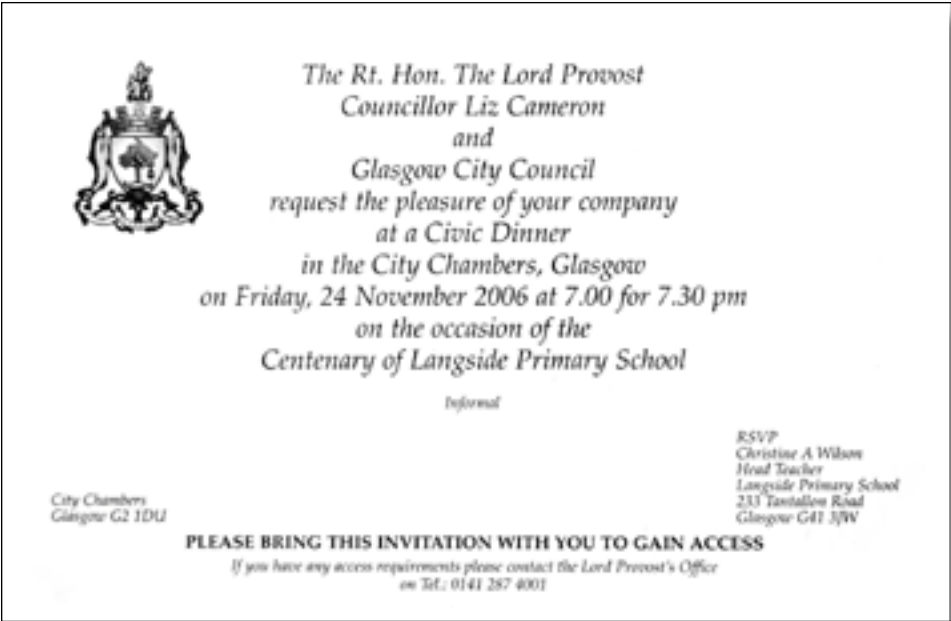 The Rt. Hon. The Lord Provost
Councillor Liz Cameron
and
Glasgow City Council
request the pleasure of your company
at a Civic Dinner
in the City Chambers, Glasgow
on Friday, 24 November 2006 at 7.00 for 7.30 pm
on the occasion of the
Centenary of Langside Primary School
Informal
RSVP
Christine A Wilson
Head Teacher
Langside Primary School
233 Tantallon Road
Glasgow G41 3JW
City Chambers
Glasgow G2 1DU
PLEASE BRING THIS INVITATION WITH YOU TO GAIN ACCESS
If you have any access requirements please contact the Lord Provost's Office
on Tel.: 0141 287 4001